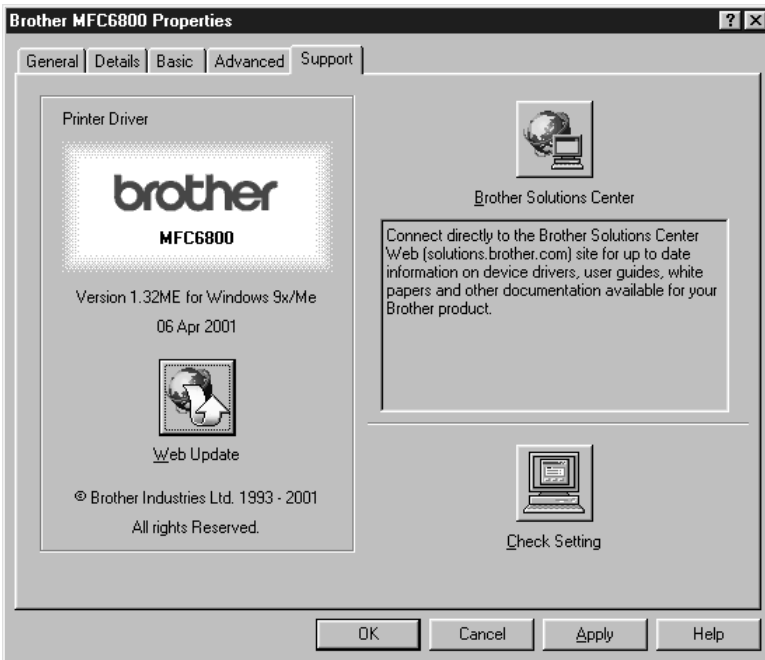 Brother MFC6800 Properties
General Details Basic Advanced Support
Printer Driver
brother
MFC6800
Version 1.32ME for Windows 9x/Me
06 Apr 2001
Web Update
© Brother Industries Ltd. 1993 - 2001
All rights Reserved.
Brother Solutions Center
Connect directly to the Brother Solutions Center
Web (solutions.brother.com) site for up to date
information on device drivers, user guides, white
papers and other documentation available for your
Brother product.
Check Setting
OK Cancel Apply Help